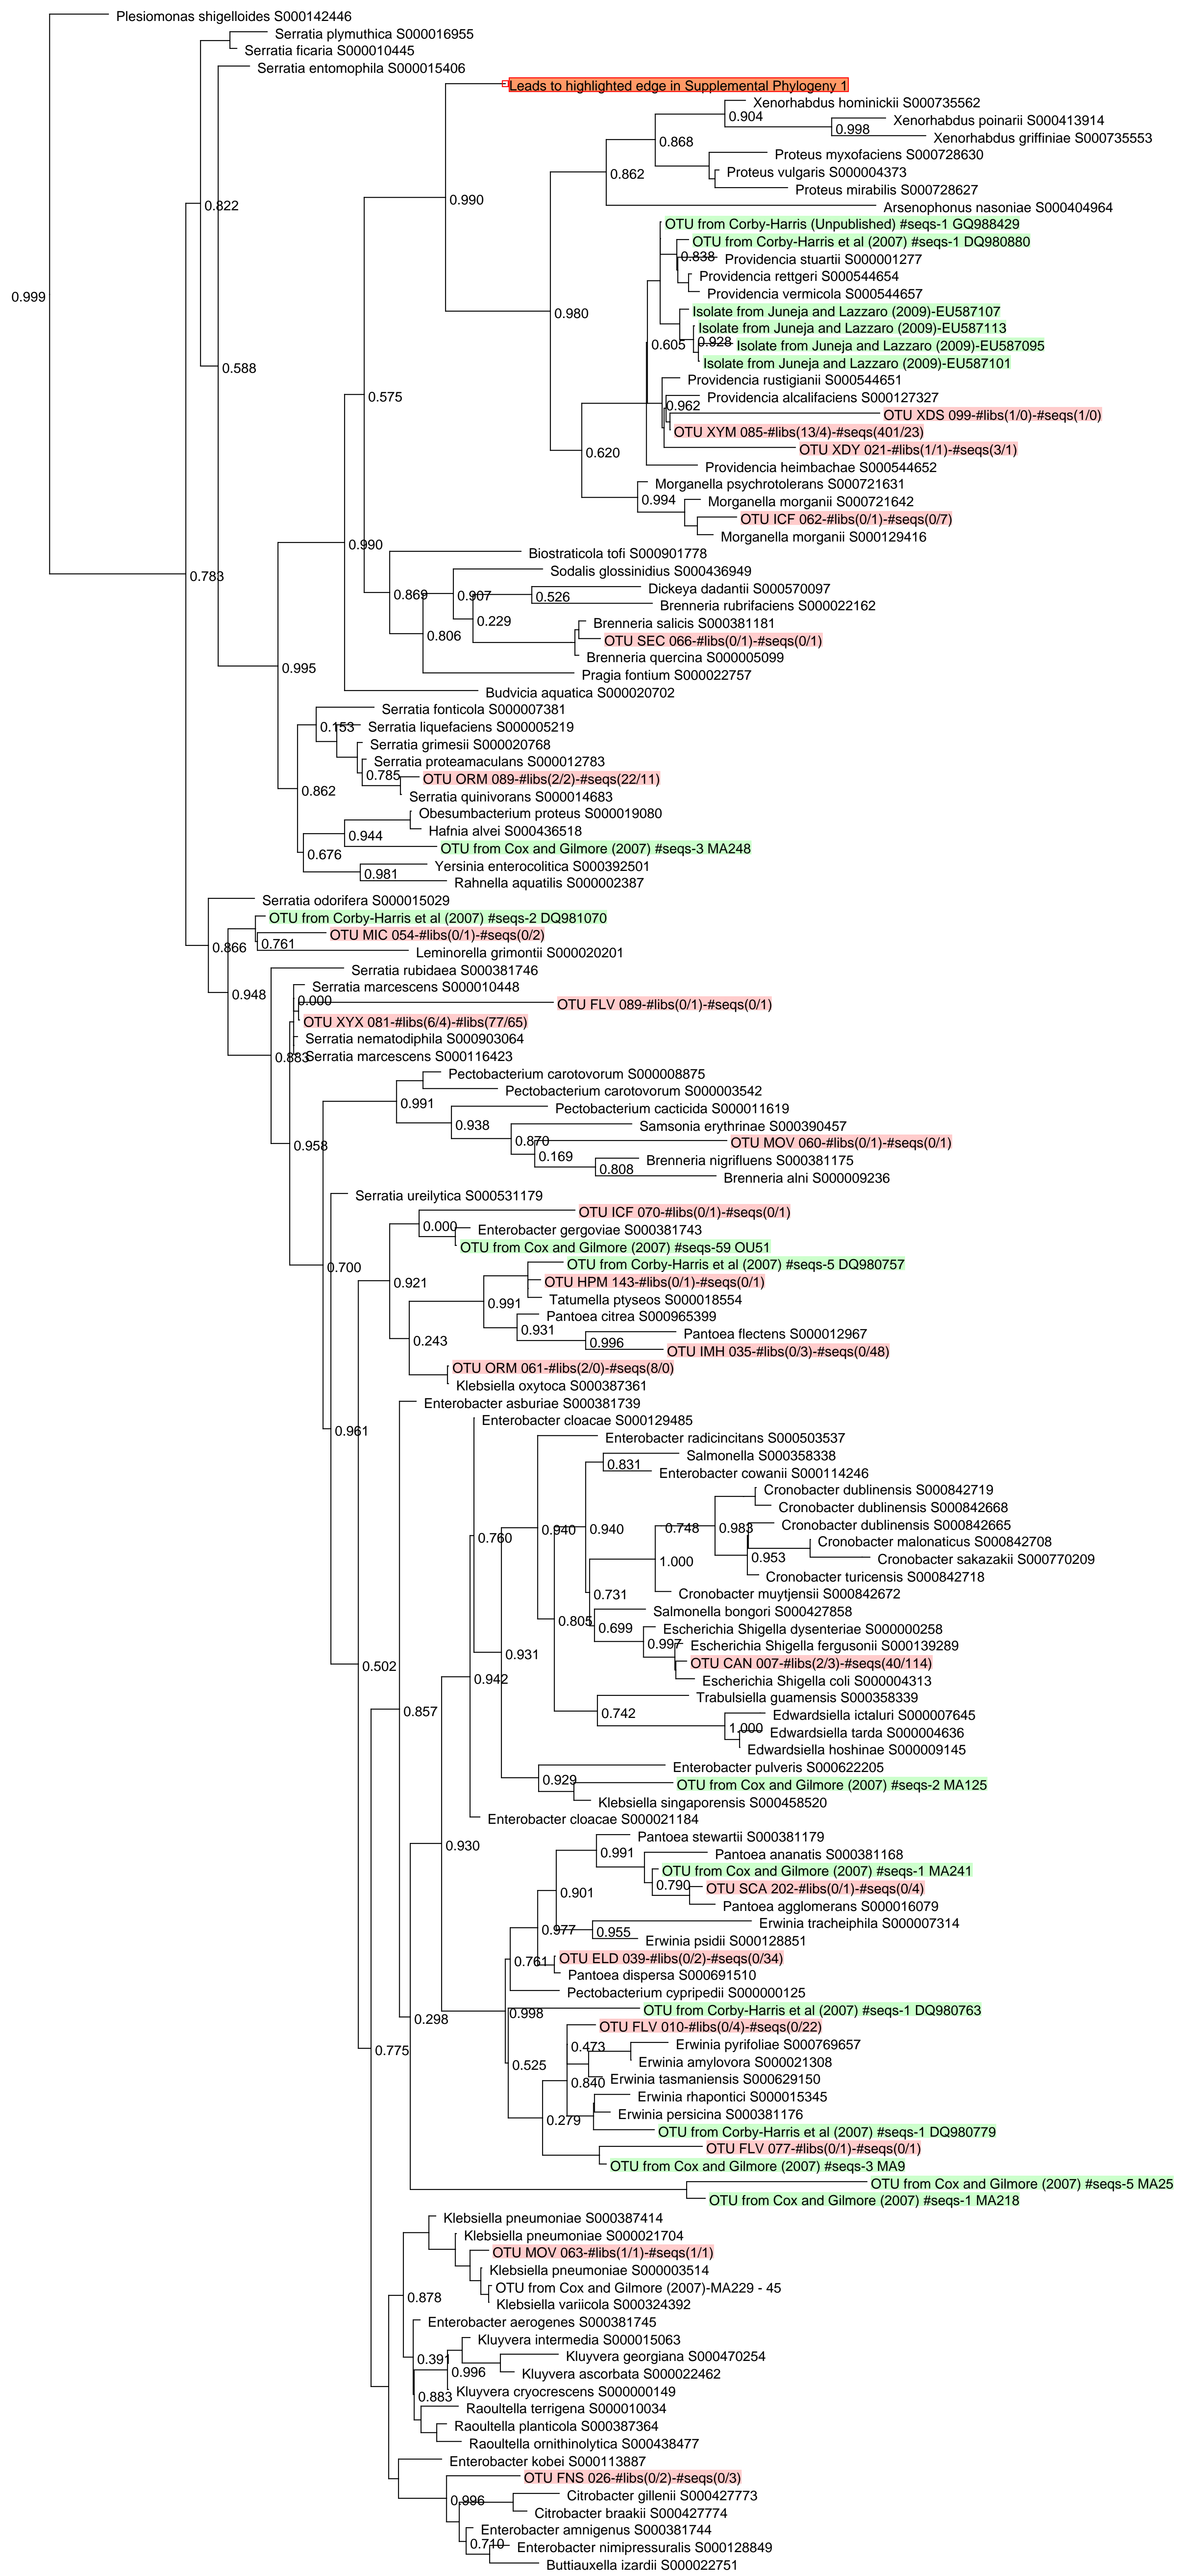 Plesiomonas shigelloides S000142446
Serratia plymuthica S000016955
Serratia ficaria S000010445
Serratia entomophila S000015406
Leads to highlighted edge in Supplemental Phylogeny 1
Xenorhabdus hominickii S000735562
0.904
Xenorhabdus poinarii S000413914
0.998
Xenorhabdus griffiniae S000735553
0.868
Proteus myxofaciens S000728630
Proteus vulgaris S000004373
0.862
Proteus mirabilis S000728627
0.990
0.822
Arsenophonus nasoniae S000404964
OTU from Corby-Harris (Unpublished) #seqs-1 GQ988429
OTU from Corby-Harris et al (2007) #seqs-1 DQ980880
0.838
Providencia stuartii S000001277
Providencia rettgeri S000544654
Providencia vermicola S000544657
0.999
0.980
Isolate from Juneja and Lazzaro (2009)-EU587107
Isolate from Juneja and Lazzaro (2009)-EU587113
0.605
0.928
Isolate from Juneja and Lazzaro (2009)-EU587095
Isolate from Juneja and Lazzaro (2009)-EU587101
0.588
Providencia rustigianii S000544651
0.575
Providencia alcalifaciens S000127327
0.962
OTU XDS 099-#libs(1/0)-#seqs(1/0)
OTU XYM 085-#libs(13/4)-#seqs(401/23)
OTU XDY 021-#libs(1/1)-#seqs(3/1)
0.620
Providencia heimbachae S000544652
Morganella psychrotolerans S000721631
0.994
Morganella morganii S000721642
OTU ICF 062-#libs(0/1)-#seqs(0/7)
Morganella morganii S000129416
0.990
Biostraticola tofi S000901778
Sodalis glossinidius S000436949
0.783
Dickeya dadantii S000570097
0.869
0.907
0.526
Brenneria rubrifaciens S000022162
0.229
Brenneria salicis S000381181
0.806
OTU SEC 066-#libs(0/1)-#seqs(0/1)
Brenneria quercina S000005099
0.995
Pragia fontium S000022757
Budvicia aquatica S000020702
Serratia fonticola S000007381
0.153
Serratia liquefaciens S000005219
Serratia grimesii S000020768
Serratia proteamaculans S000012783
0.785
OTU ORM 089-#libs(2/2)-#seqs(22/11)
0.862
Serratia quinivorans S000014683
Obesumbacterium proteus S000019080
Hafnia alvei S000436518
0.944
OTU from Cox and Gilmore (2007) #seqs-3 MA248
0.676
Yersinia enterocolitica S000392501
0.981
Rahnella aquatilis S000002387
Serratia odorifera S000015029
OTU from Corby-Harris et al (2007) #seqs-2 DQ981070
OTU MIC 054-#libs(0/1)-#seqs(0/2)
0.866
0.761
Leminorella grimontii S000020201
Serratia rubidaea S000381746
0.948
Serratia marcescens S000010448
0.000
OTU FLV 089-#libs(0/1)-#seqs(0/1)
OTU XYX 081-#libs(6/4)-#libs(77/65)
Serratia nematodiphila S000903064
0.883
Serratia marcescens S000116423
Pectobacterium carotovorum S000008875
Pectobacterium carotovorum S000003542
0.991
Pectobacterium cacticida S000011619
0.938
Samsonia erythrinae S000390457
0.870
OTU MOV 060-#libs(0/1)-#seqs(0/1)
0.958
0.169
Brenneria nigrifluens S000381175
0.808
Brenneria alni S000009236
Serratia ureilytica S000531179
OTU ICF 070-#libs(0/1)-#seqs(0/1)
0.000
Enterobacter gergoviae S000381743
OTU from Cox and Gilmore (2007) #seqs-59 OU51
0.700
OTU from Corby-Harris et al (2007) #seqs-5 DQ980757
0.921
OTU HPM 143-#libs(0/1)-#seqs(0/1)
0.991
Tatumella ptyseos S000018554
Pantoea citrea S000965399
0.931
0.243
Pantoea flectens S000012967
0.996
OTU IMH 035-#libs(0/3)-#seqs(0/48)
OTU ORM 061-#libs(2/0)-#seqs(8/0)
Klebsiella oxytoca S000387361
Enterobacter asburiae S000381739
0.961
Enterobacter cloacae S000129485
Enterobacter radicincitans S000503537
Salmonella S000358338
0.831
Enterobacter cowanii S000114246
Cronobacter dublinensis S000842719
Cronobacter dublinensis S000842668
0.760
0.940
0.940
0.748
0.983
Cronobacter dublinensis S000842665
Cronobacter malonaticus S000842708
0.953
Cronobacter sakazakii S000770209
1.000
Cronobacter turicensis S000842718
0.731
Cronobacter muytjensii S000842672
0.805
Salmonella bongori S000427858
0.699
Escherichia Shigella dysenteriae S000000258
0.997
Escherichia Shigella fergusonii S000139289
0.931
0.502
OTU CAN 007-#libs(2/3)-#seqs(40/114)
0.942
Escherichia Shigella coli S000004313
0.857
Trabulsiella guamensis S000358339
0.742
Edwardsiella ictaluri S000007645
1.000
Edwardsiella tarda S000004636
Edwardsiella hoshinae S000009145
Enterobacter pulveris S000622205
0.929
OTU from Cox and Gilmore (2007) #seqs-2 MA125
Klebsiella singaporensis S000458520
Enterobacter cloacae S000021184
0.930
Pantoea stewartii S000381179
0.991
Pantoea ananatis S000381168
OTU from Cox and Gilmore (2007) #seqs-1 MA241
0.790
OTU SCA 202-#libs(0/1)-#seqs(0/4)
0.901
Pantoea agglomerans S000016079
0.977
Erwinia tracheiphila S000007314
0.955
Erwinia psidii S000128851
0.761
OTU ELD 039-#libs(0/2)-#seqs(0/34)
Pantoea dispersa S000691510
Pectobacterium cypripedii S000000125
0.298
0.998
OTU from Corby-Harris et al (2007) #seqs-1 DQ980763
OTU FLV 010-#libs(0/4)-#seqs(0/22)
0.775
0.473
Erwinia pyrifoliae S000769657
0.525
Erwinia amylovora S000021308
0.840
Erwinia tasmaniensis S000629150
Erwinia rhapontici S000015345
0.279
Erwinia persicina S000381176
OTU from Corby-Harris et al (2007) #seqs-1 DQ980779
OTU FLV 077-#libs(0/1)-#seqs(0/1)
OTU from Cox and Gilmore (2007) #seqs-3 MA9
OTU from Cox and Gilmore (2007) #seqs-5 MA25
OTU from Cox and Gilmore (2007) #seqs-1 MA218
Klebsiella pneumoniae S000387414
Klebsiella pneumoniae S000021704
OTU MOV 063-#libs(1/1)-#seqs(1/1)
Klebsiella pneumoniae S000003514
OTU from Cox and Gilmore (2007)-MA229 - 45
0.878
Klebsiella variicola S000324392
Enterobacter aerogenes S000381745
Kluyvera intermedia S000015063
0.391
Kluyvera georgiana S000470254
0.996
Kluyvera ascorbata S000022462
0.883
Kluyvera cryocrescens S000000149
Raoultella terrigena S000010034
Raoultella planticola S000387364
Raoultella ornithinolytica S000438477
Enterobacter kobei S000113887
OTU FNS 026-#libs(0/2)-#seqs(0/3)
0.996
Citrobacter gillenii S000427773
Citrobacter braakii S000427774
Enterobacter amnigenus S000381744
0.710
Enterobacter nimipressuralis S000128849
Buttiauxella izardii S000022751